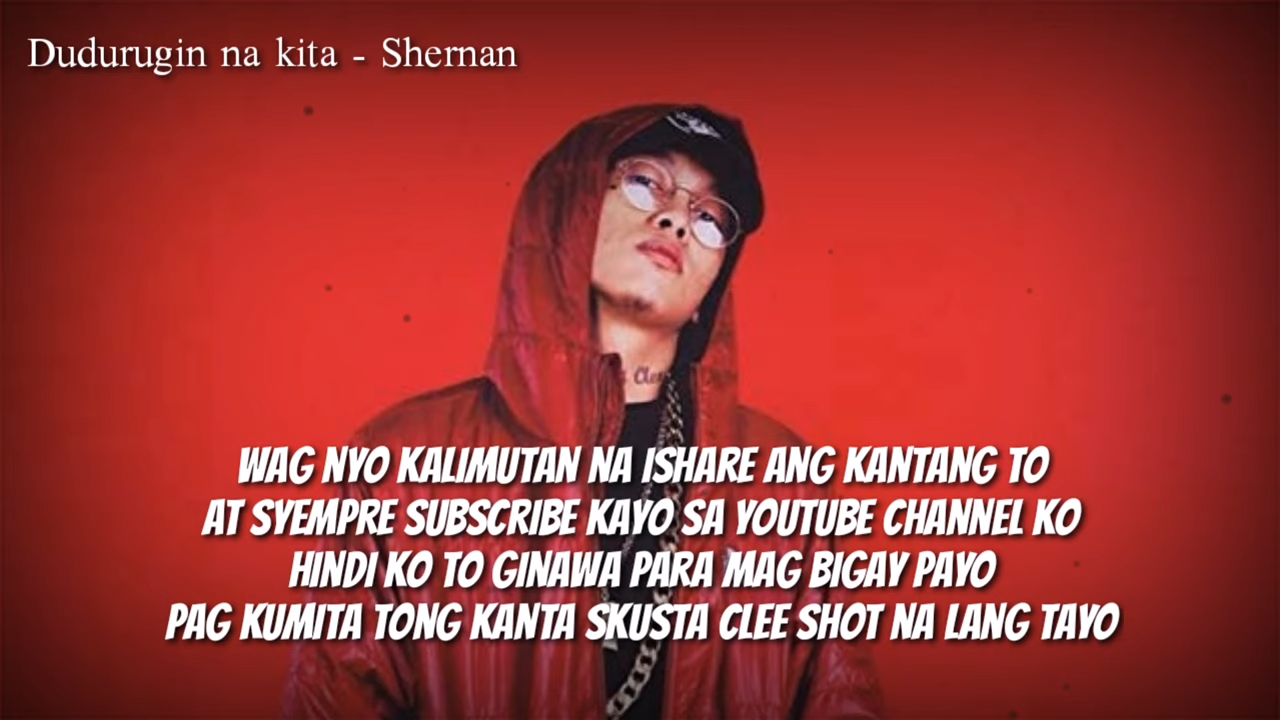 Dudurugin na kita - Shernan
WAG NYO KALIMUTAN NA ISHARE ANG KANTANG TO
AT SYEMPRE SUBSCRIBE KAYO SA YOUTUBE CHANNEL KO
HINDI KO TO GINAWA PARA MAG BIGAY PAYO
PAG KUMITA TONG KANTA SKUSTA CLEE SHOT NA LANG TAYO